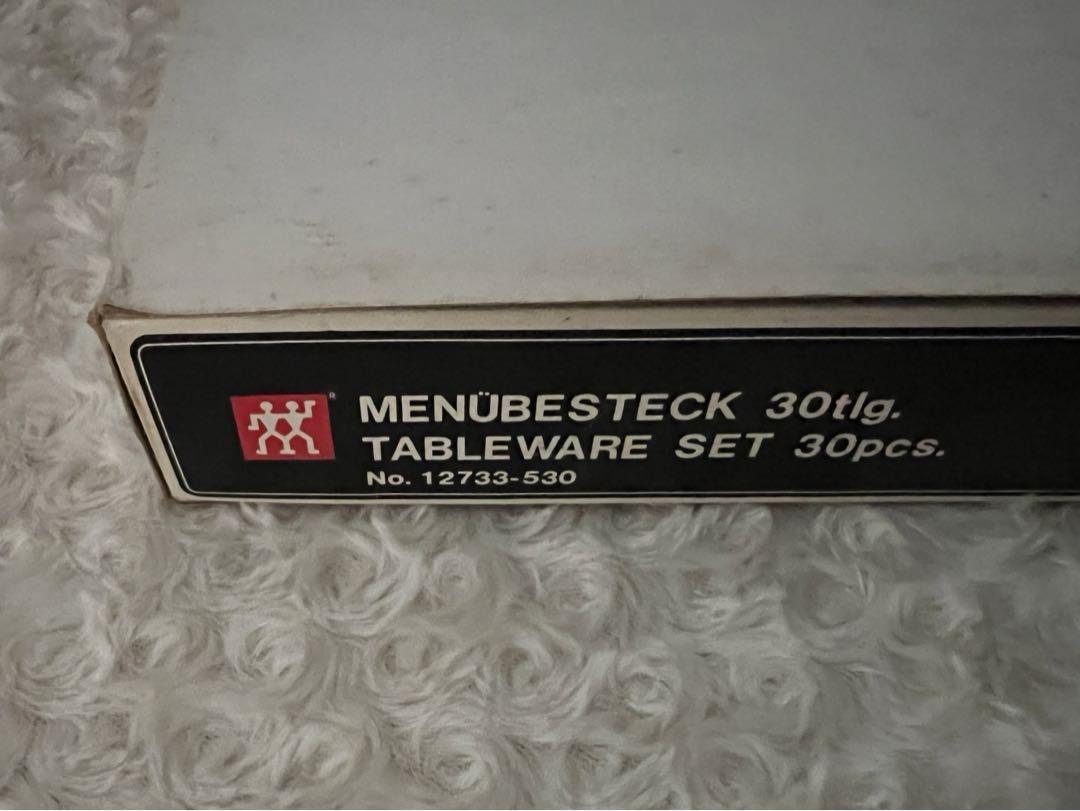 MENÜBESTECK 30tlg.
TABLEWARE SET 30pcs.
No. 12733-530